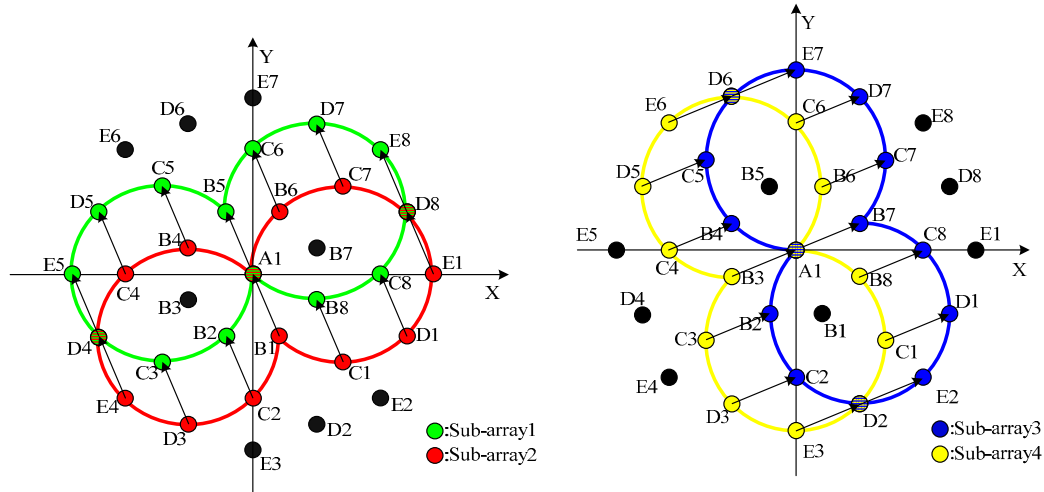 Y
E7
D6
D7
E6
E8
C6
C5
C7
D5
B5
B6
D8
B4
B7
E5
A1
E1
C4
C8
X
B3
B8
B2
B1
D4
D1
C3
C1
E4
E2
C2
D3
D2
E3
:Sub-array1
:Sub-array2
Y
E7
D6
D7
E6
C6
E8
C5
C7
D5
B5
B6
D8
B4
B7
E5
C8
E1
C4
A1
X
B3
B8
D4
D1
B2
B1
C3
C1
E4
C2
E2
D3
D2
E3
:Sub-array3
:Sub-array4